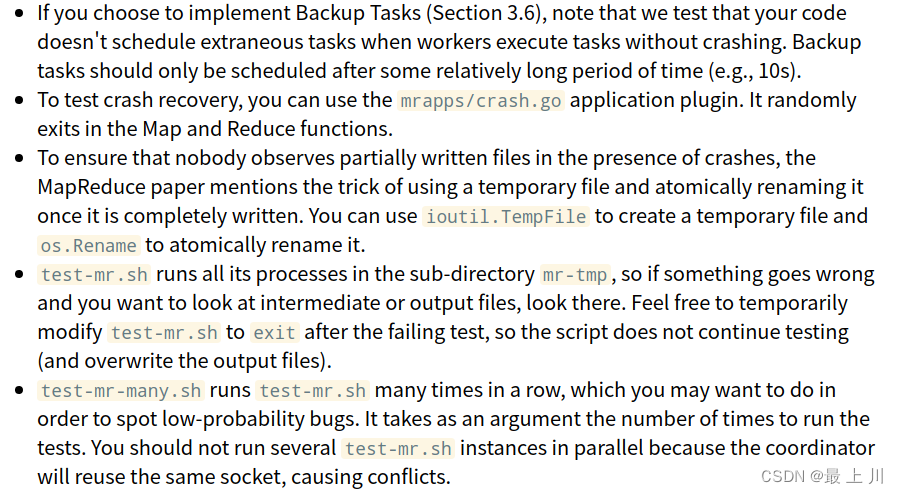 • If you choose to implement Backup Tasks (Section 3.6), note that we test that your code
doesn't schedule extraneous tasks when workers execute tasks without crashing. Backup
tasks should only be scheduled after some relatively long period of time (e.g., 10s).
• To test crash recovery, you can use the mrapps/crash.go application plugin. It randomly
exits in the Map and Reduce functions.
• To ensure that nobody observes partially written files in the presence of crashes, the
MapReduce paper mentions the trick of using a temporary file and atomically renaming it
once it is completely written. You can use ioutil.TempFile to create a temporary file and
os.Rename to atomically rename it.
• test-mr.sh runs all its processes in the sub-directory mr-tmp, so if something goes wrong
and you want to look at intermediate or output files, look there. Feel free to temporarily
modify test-mr.sh to exit after the failing test, so the script does not continue testing
(and overwrite the output files).
• test-mr-many.sh runs test-mr.sh many times in a row, which you may want to do in
order to spot low-probability bugs. It takes as an argument the number of times to run the
tests. You should not run several test-mr.sh instances in parallel because the coordinator
will reuse the same socket, causing conflicts.
CSDN @最 上 川